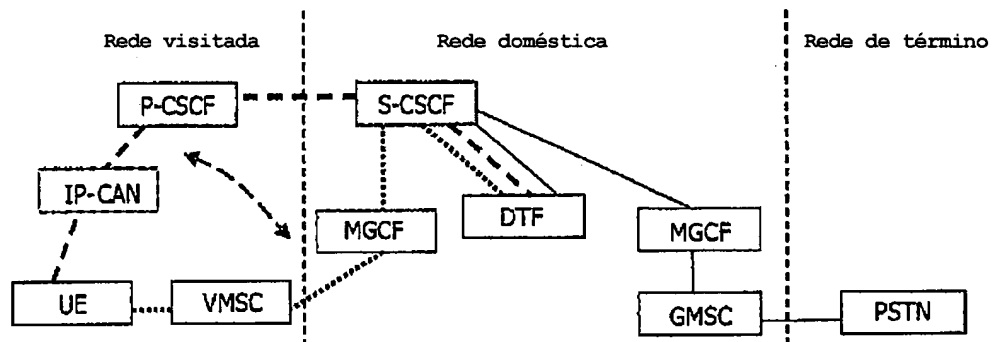 Rede visitada
Rede doméstica
Rede de término
P-CSCF
S-CSCF
IP-CAN
MGCF
DTF
MGCF
UE
VMSC
GMSC
PSTN